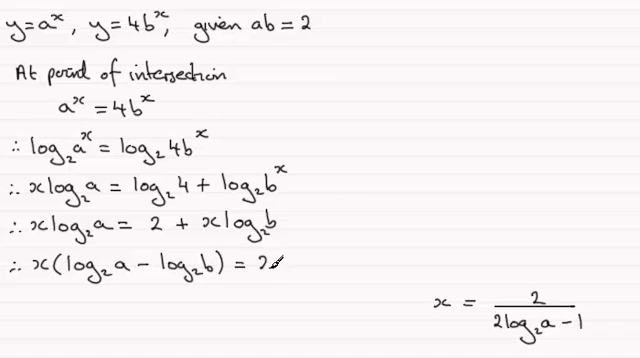 y = a^x, y = 4b^x, given ab = 2
At point of intersection
a^x = 4b^x
∴ log₂a^x = log₂4b^x
∴ x log₂a = log₂4 + log₂b^x
∴ x log₂a = 2 + x log₂b
∴ x(log₂a − log₂b) = 2
x = 2 / (2log₂a − 1)